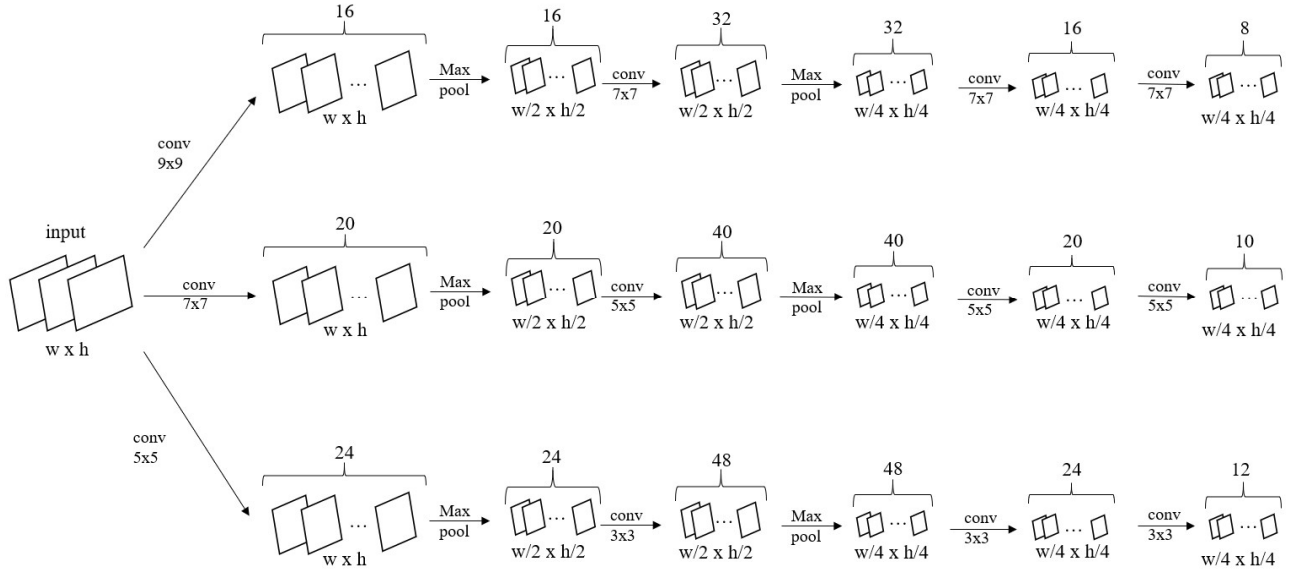 16
16
32
32
16
8
Max
pool
conv
7x7
Max
pool
conv
7x7
conv
7x7
w x h
w/2 x h/2
w/2 x h/2
w/4 x h/4
w/4 x h/4
w/4 x h/4
conv
9x9
input
w x h
20
20
40
40
20
10
conv
7x7
Max
pool
conv
5x5
Max
pool
conv
5x5
conv
5x5
w x h
w/2 x h/2
w/2 x h/2
w/4 x h/4
w/4 x h/4
w/4 x h/4
conv
5x5
24
24
48
48
24
12
Max
pool
conv
3x3
Max
pool
conv
3x3
conv
3x3
w x h
w/2 x h/2
w/2 x h/2
w/4 x h/4
w/4 x h/4
w/4 x h/4